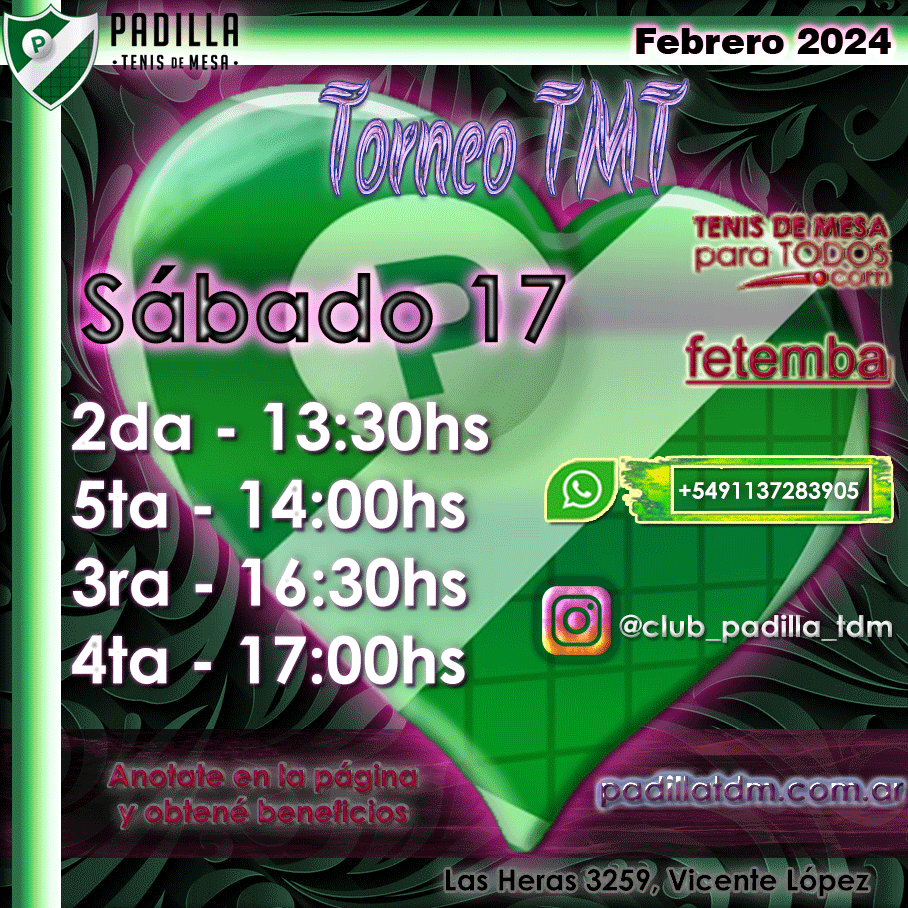 PADILLA
· TENIS DE MESA ·
Febrero 2024
Torneo TMT
TENIS DE MESA
para TODOS
.com
Sábado 17
fetemba
2da - 13:30hs
5ta - 14:00hs
3ra - 16:30hs
4ta - 17:00hs
+5491137283905
@club_padilla_tdm
Anotate en la página
y obtené beneficios
padillatdm.com.ar
Las Heras 3259, Vicente López
P
P